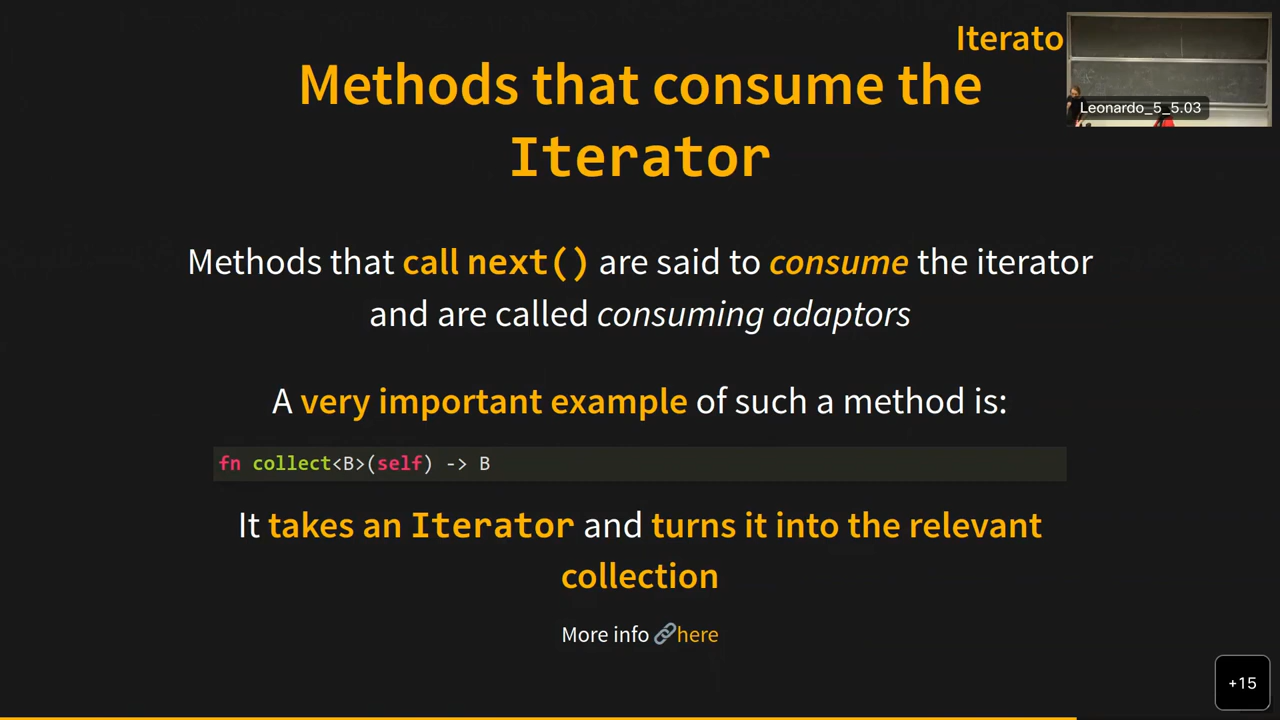 Iterato
Leonardo_5_5.03
Methods that consume the
Iterator
Methods that call next() are said to consume the iterator
and are called consuming adaptors
A very important example of such a method is:
fn collect<B>(self) -> B
It takes an Iterator and turns it into the relevant
collection
More info 🔗here
+15